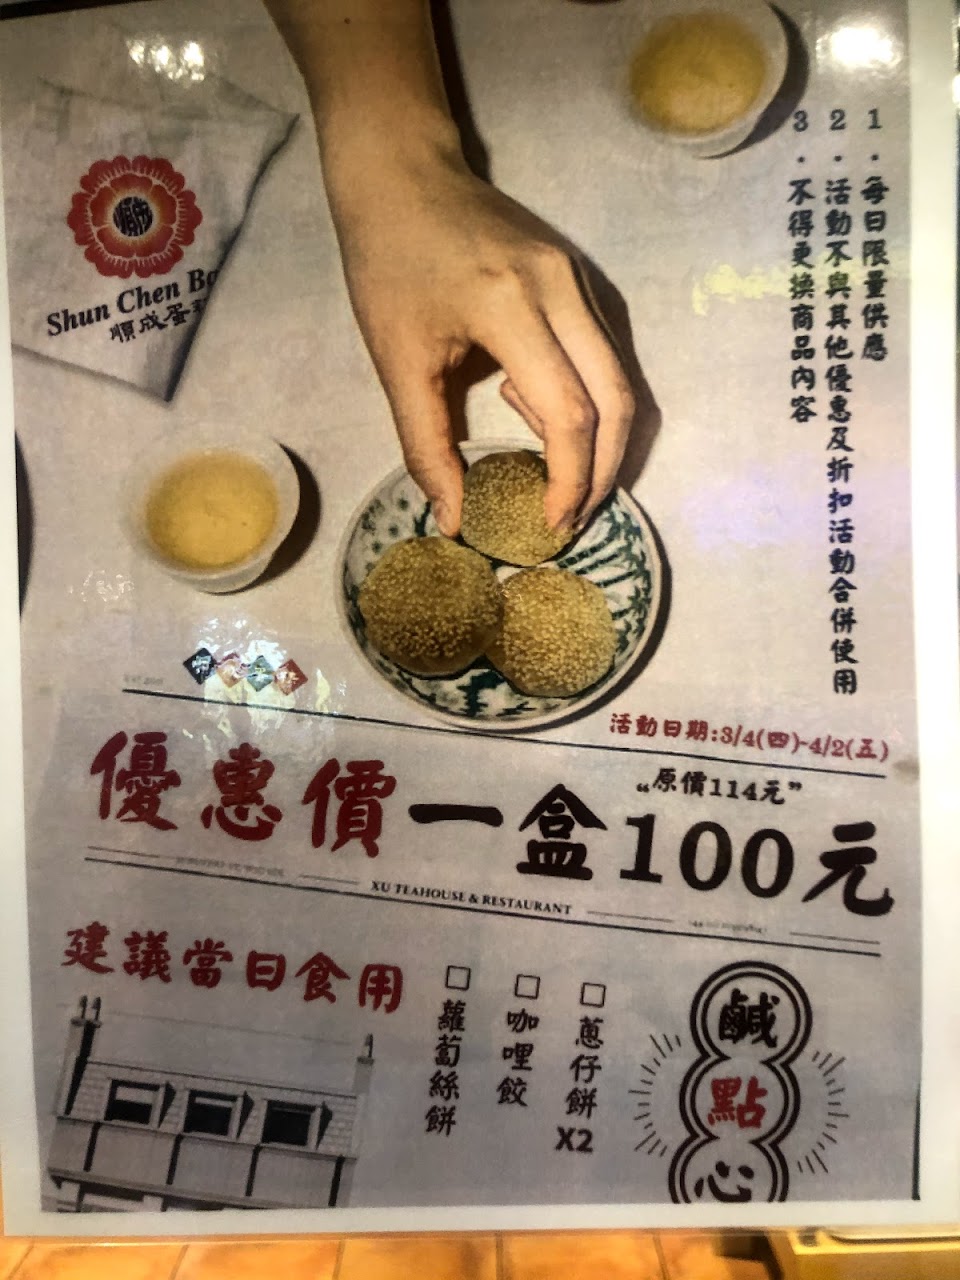 1.每日限量供應
2.活動不與其他優惠及折扣活動合併使用
3.不得更換商品內容
順成
Shun Chen Ba
順成蛋
活動日期:3/4(四)-4/2(五)
“原價114元”
優惠價一盒100元
XU TEAHOUSE & RESTAURANT
建議當日食用
鹹點心
□蔥仔餅X2
□咖哩餃
□蘿蔔絲餅